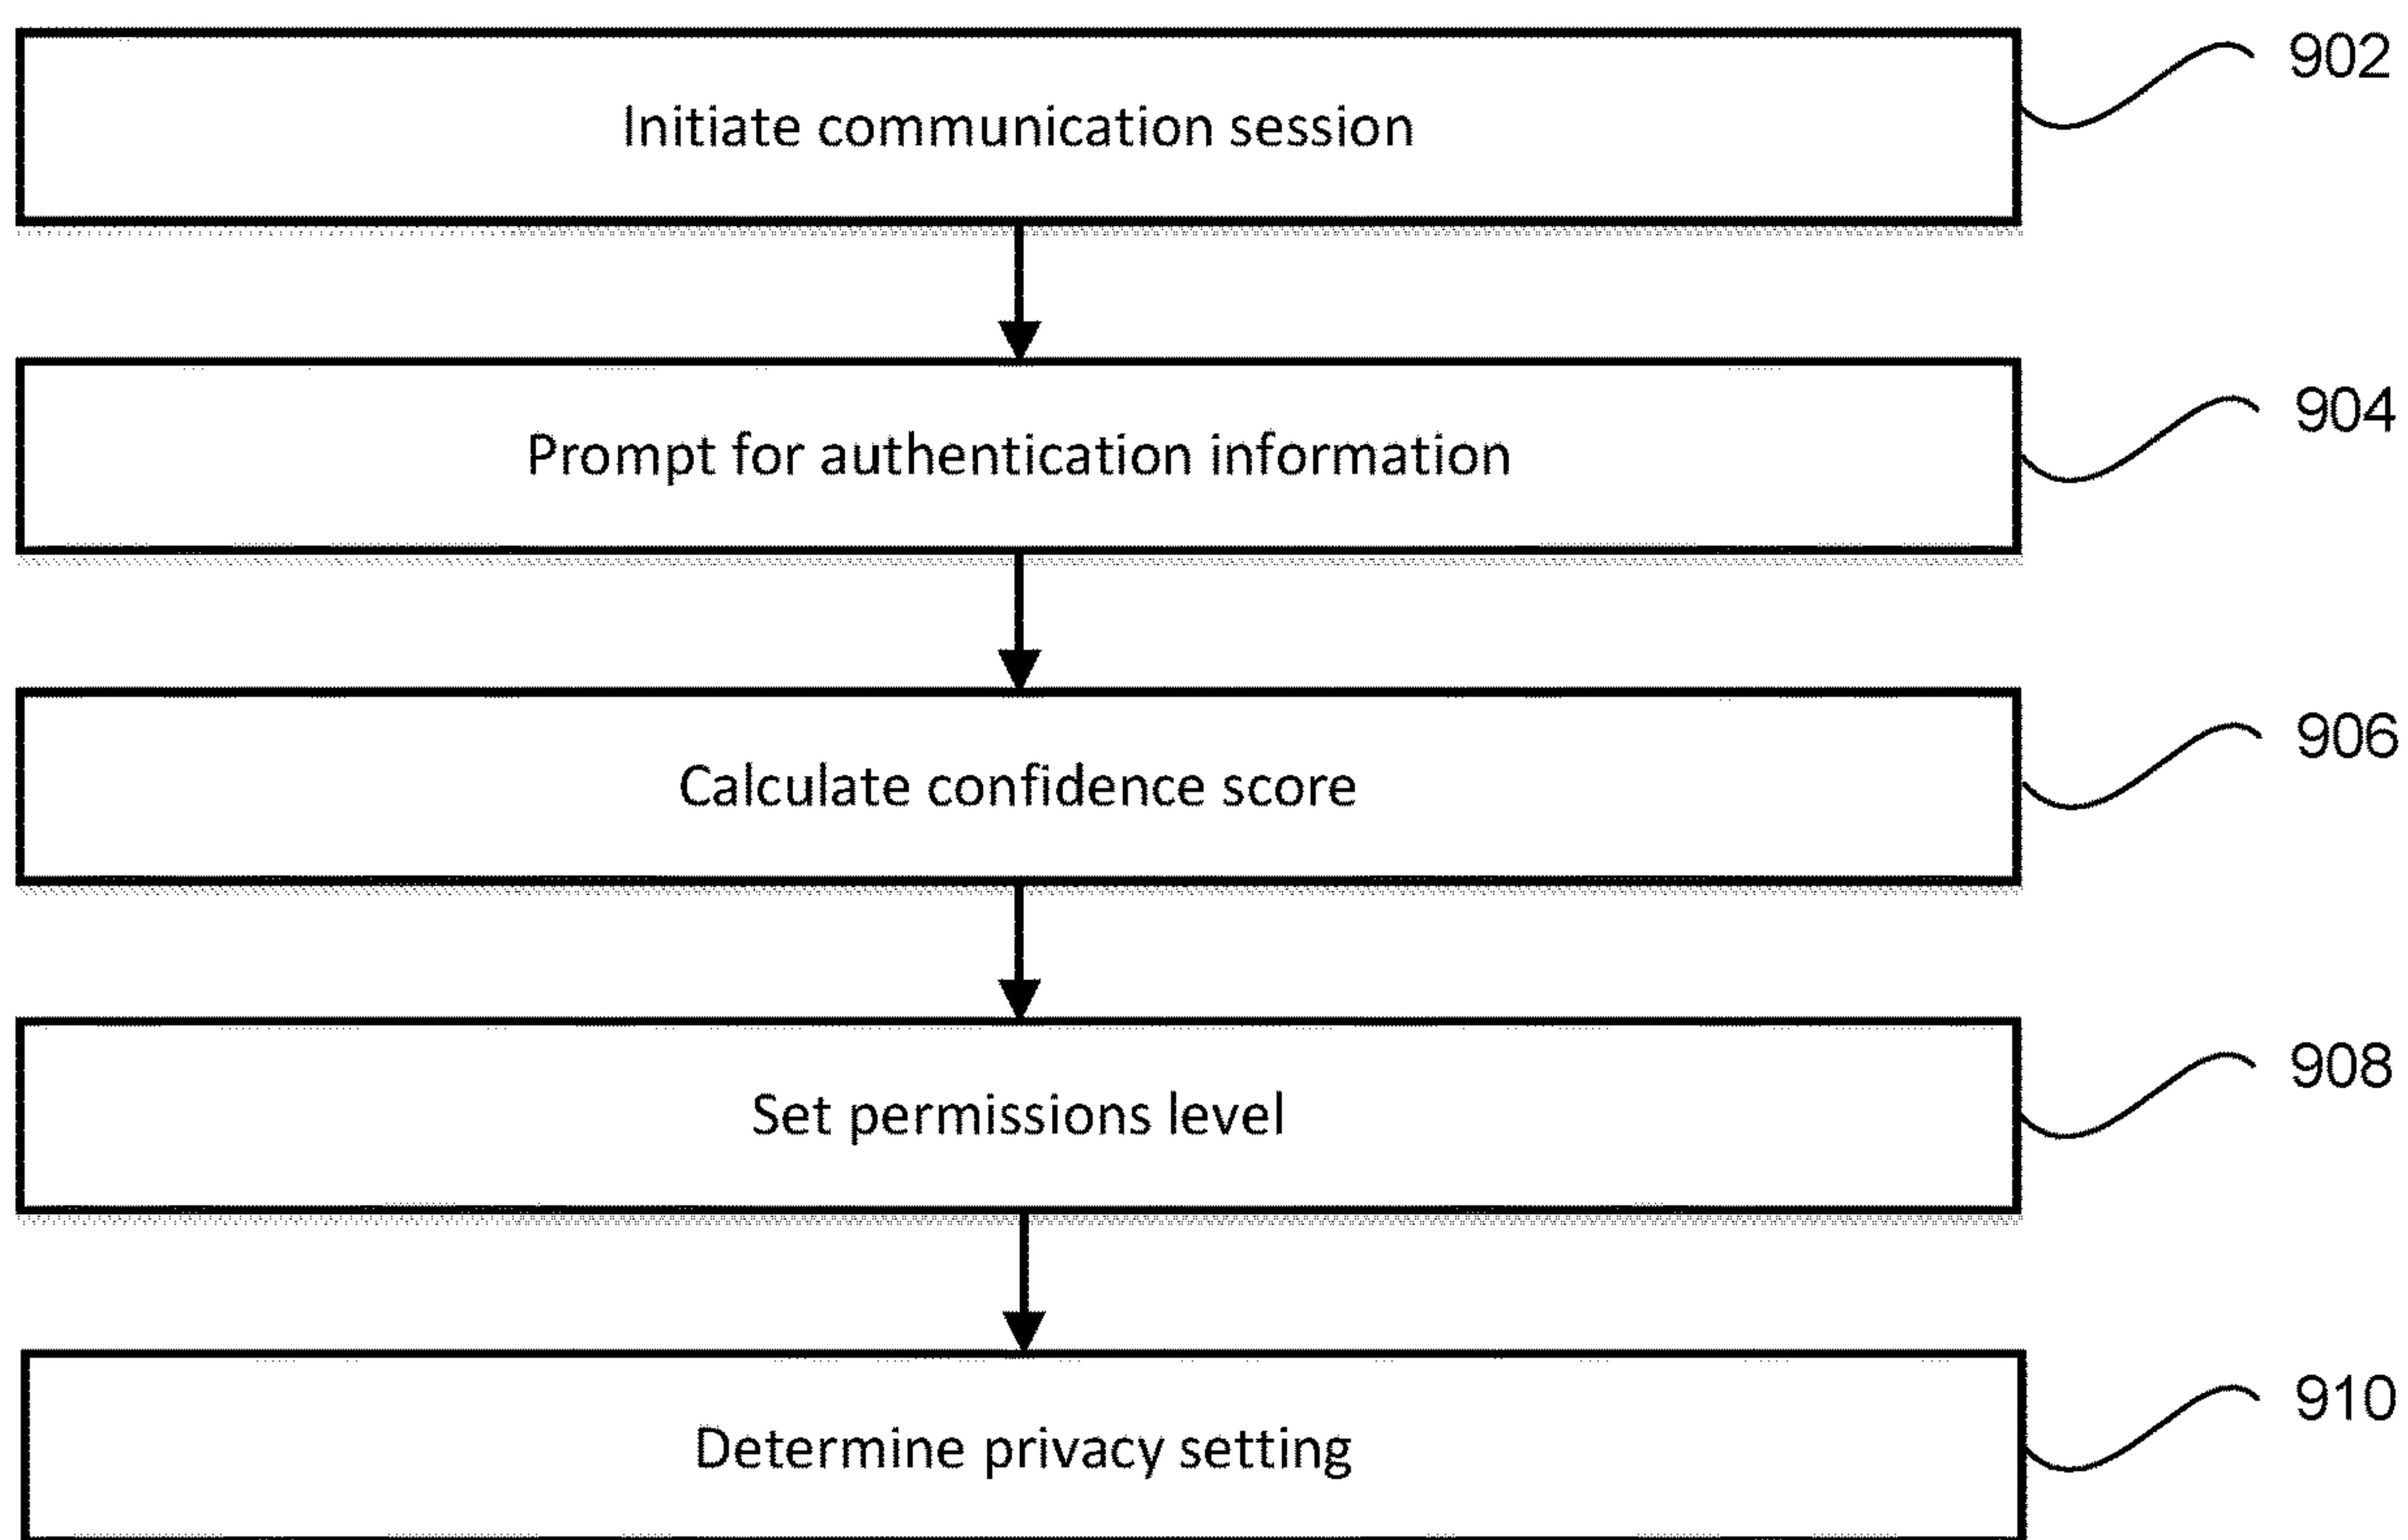 Initiate communication session
902
Prompt for authentication information
904
Calculate confidence score
906
Set permissions level
908
Determine privacy setting
910